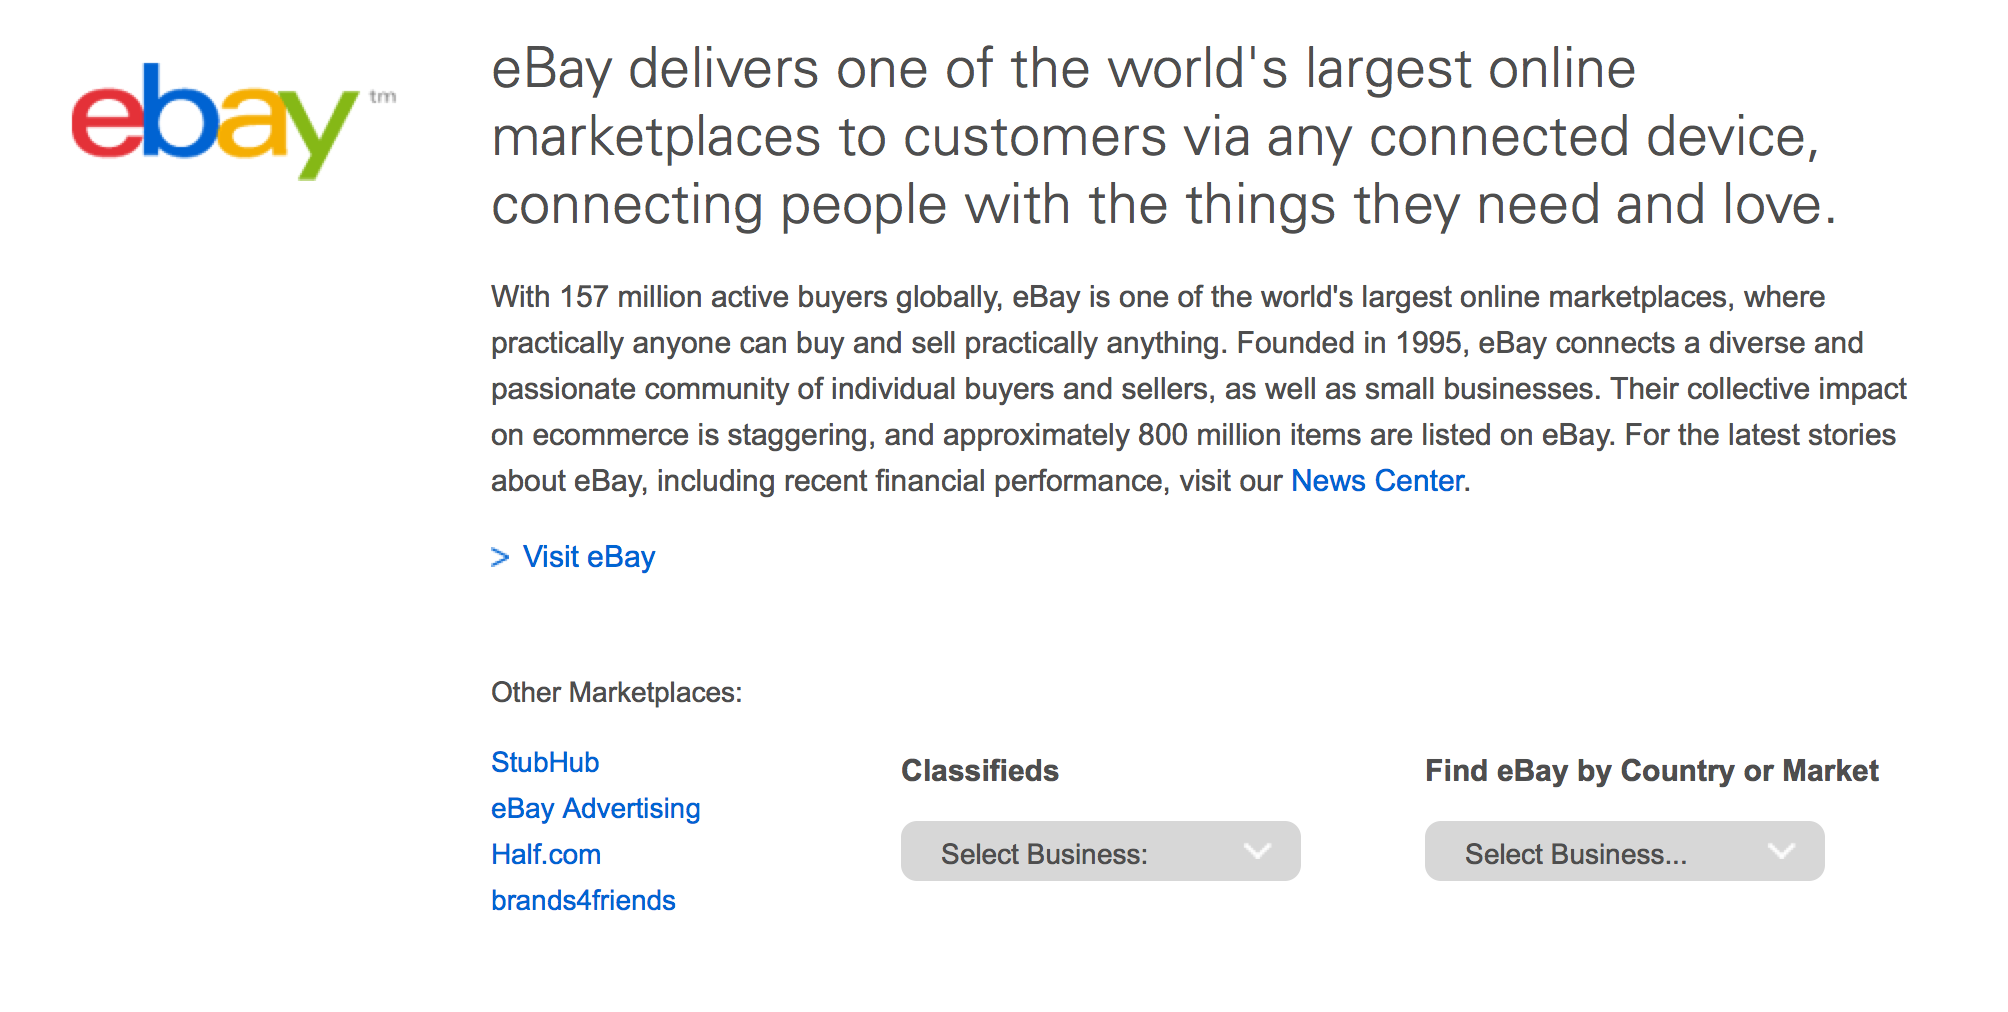 ebay tm
eBay delivers one of the world's largest online
marketplaces to customers via any connected device,
connecting people with the things they need and love.
With 157 million active buyers globally, eBay is one of the world's largest online marketplaces, where
practically anyone can buy and sell practically anything. Founded in 1995, eBay connects a diverse and
passionate community of individual buyers and sellers, as well as small businesses. Their collective impact
on ecommerce is staggering, and approximately 800 million items are listed on eBay. For the latest stories
about eBay, including recent financial performance, visit our News Center.
> Visit eBay
Other Marketplaces:
StubHub
eBay Advertising
Half.com
brands4friends
Classifieds
Select Business:
Find eBay by Country or Market
Select Business...